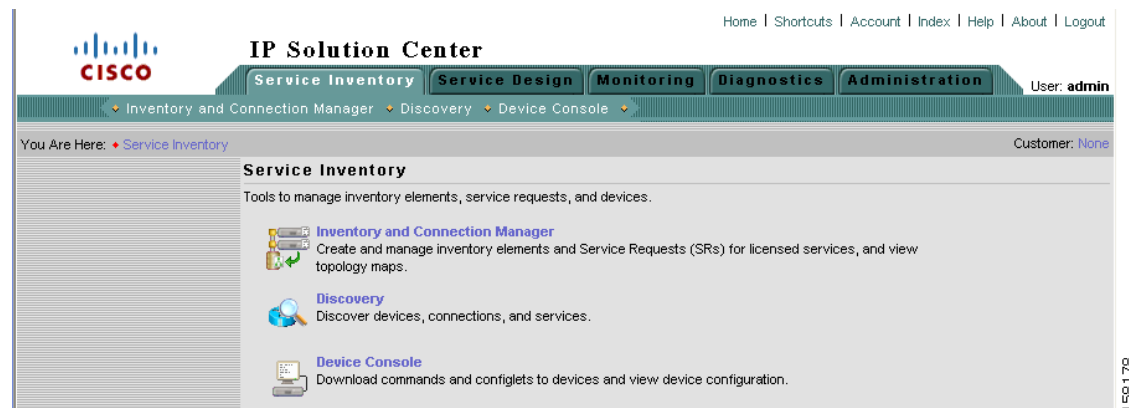 Home | Shortcuts | Account | Index | Help | About | Logout
CISCO
IP Solution Center
Service Inventory Service Design Monitoring Diagnostics Administration
User: admin
Inventory and Connection Manager Discovery Device Console
You Are Here: Service Inventory
Customer: None
Service Inventory
Tools to manage inventory elements, service requests, and devices.
Inventory and Connection Manager
Create and manage inventory elements and Service Requests (SRs) for licensed services, and view
topology maps.
Discovery
Discover devices, connections, and services.
Device Console
Download commands and configlets to devices and view device configuration.
158179